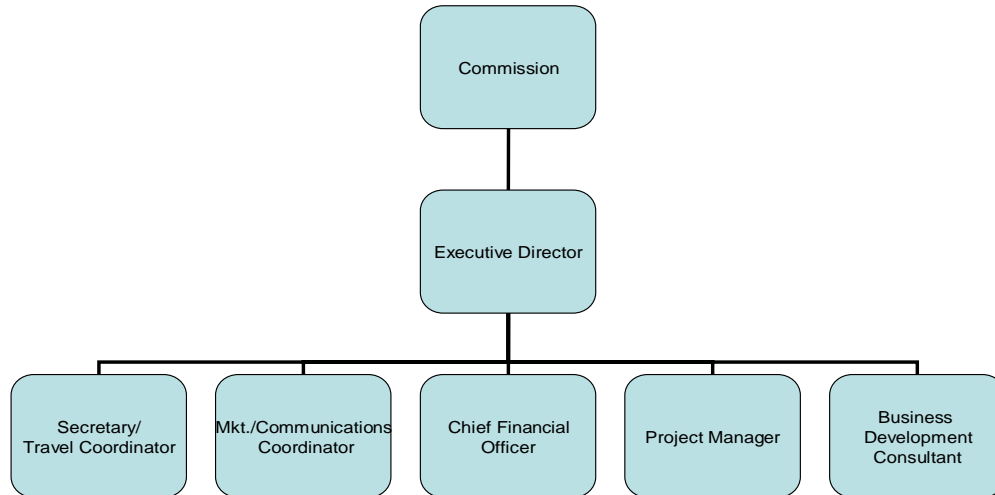 Commission
Executive Director
Secretary/
Travel Coordinator
Mkt./Communications
Coordinator
Chief Financial
Officer
Project Manager
Business
Development
Consultant